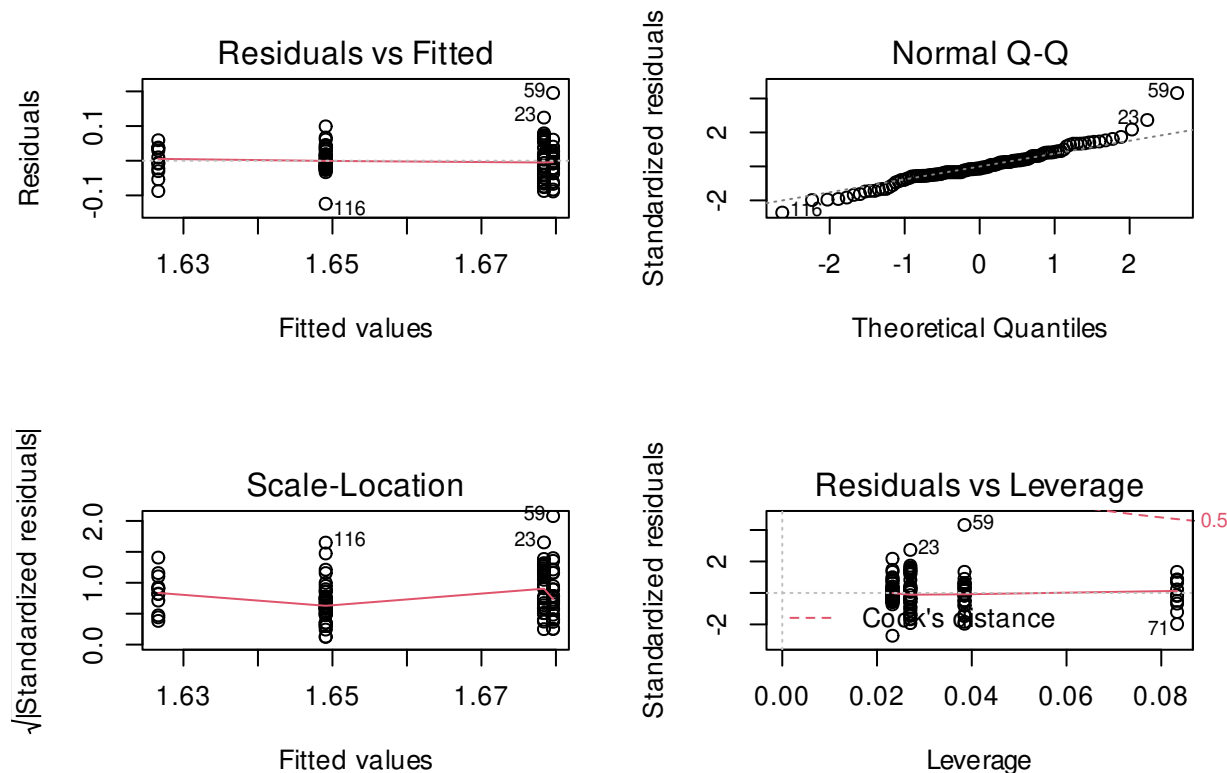 Residuals vs Fitted
Residuals
-0.1 0.1
59
23
116
1.63 1.65 1.67
Fitted values
Normal Q-Q
Standardized residuals
-2 2
59
23
116
-2 -1 0 1 2
Theoretical Quantiles
Scale-Location
√|Standardized residuals|
0.0 1.0 2.0
59
116
23
1.63 1.65 1.67
Fitted values
Residuals vs Leverage
Standardized residuals
-2 2
59
0.5
23
Cook's distance
71
0.00 0.02 0.04 0.06 0.08
Leverage